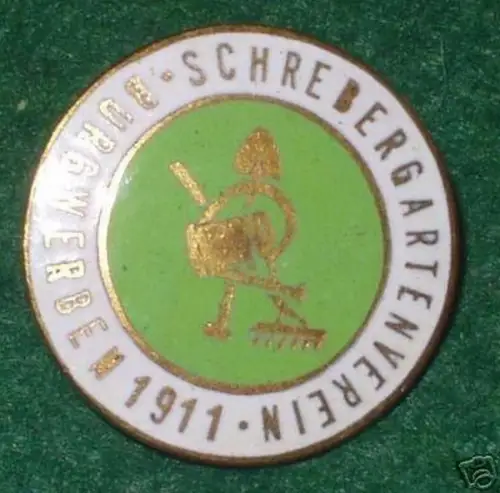 SCHREBERGARTENVEREIN · BURGWERBEN 1911 ·